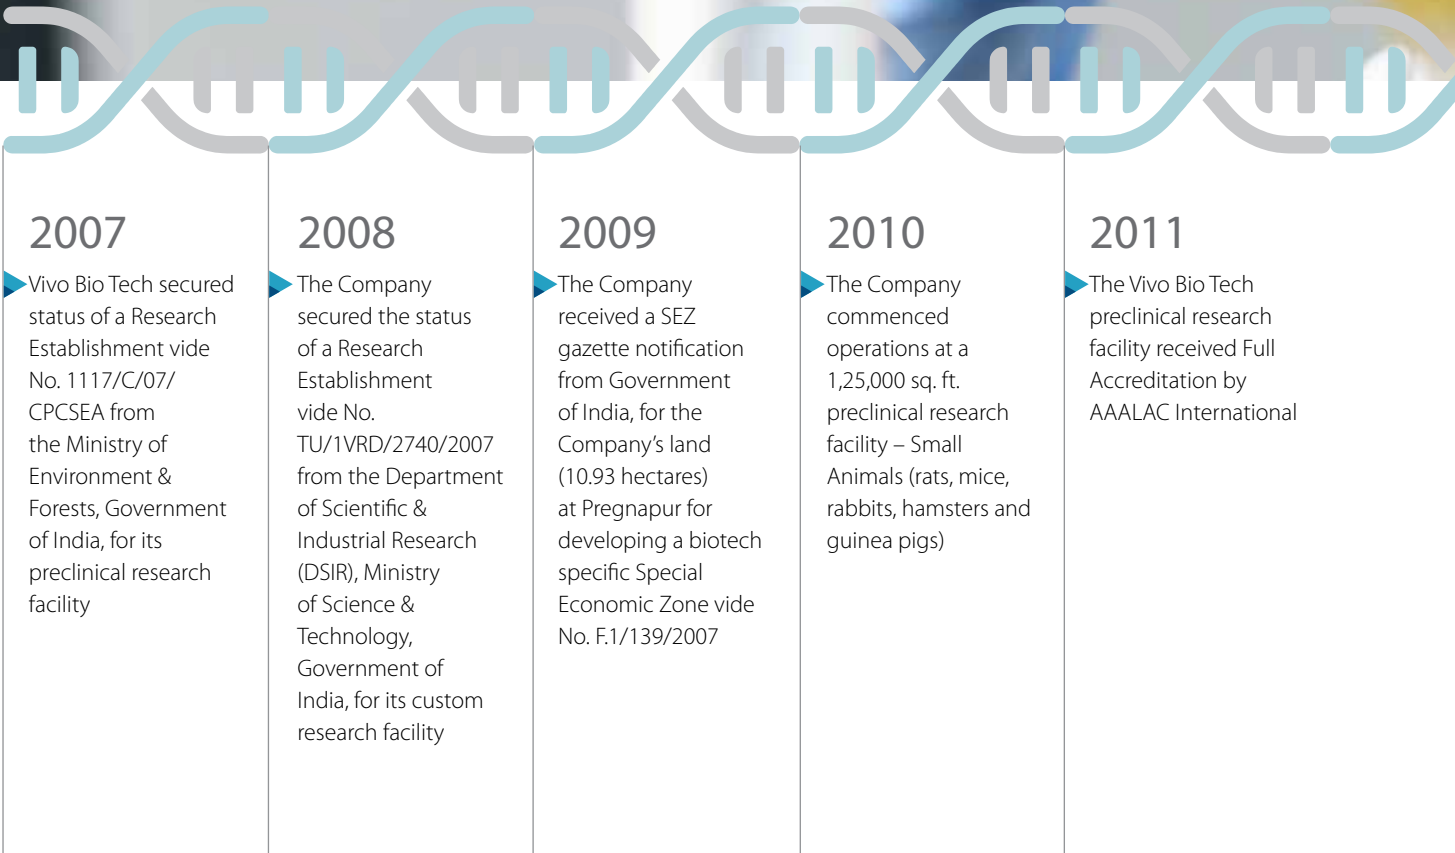 2007
Vivo Bio Tech secured
status of a Research
Establishment vide
No. 1117/C/07/
CPCSEA from
the Ministry of
Environment &
Forests, Government
of India, for its
preclinical research
facility
2008
The Company
secured the status
of a Research
Establishment
vide No.
TU/1VRD/2740/2007
from the Department
of Scientific &
Industrial Research
(DSIR), Ministry
of Science &
Technology,
Government of
India, for its custom
research facility
2009
The Company
received a SEZ
gazette notification
from Government
of India, for the
Company’s land
(10.93 hectares)
at Pregnapur for
developing a biotech
specific Special
Economic Zone vide
No. F.1/139/2007
2010
The Company
commenced
operations at a
1,25,000 sq. ft.
preclinical research
facility – Small
Animals (rats, mice,
rabbits, hamsters and
guinea pigs)
2011
The Vivo Bio Tech
preclinical research
facility received Full
Accreditation by
AAALAC International